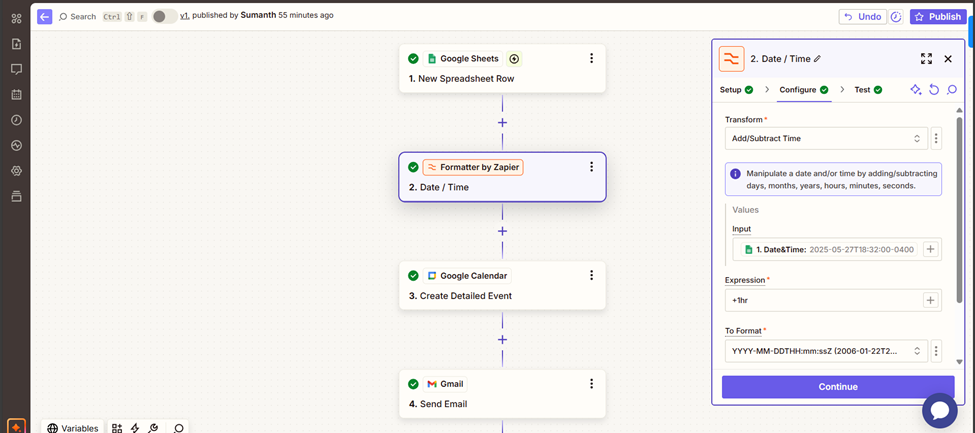 Search Ctrl ⇧ F v1, published by Sumanth 55 minutes ago
Undo
Publish
Google Sheets
1. New Spreadsheet Row
Formatter by Zapier
2. Date / Time
Google Calendar
3. Create Detailed Event
Gmail
4. Send Email
Variables
2. Date / Time
Setup Configure Test
Transform*
Add/Subtract Time
Manipulate a date and/or time by adding/subtracting
days, months, years, hours, minutes, seconds.
Values
Input
1. Date&Time: 2025-05-27T18:32:00-0400
Expression*
+1hr
To Format*
YYYY-MM-DDTHH:mm:ssZ (2006-01-22T2...
Continue